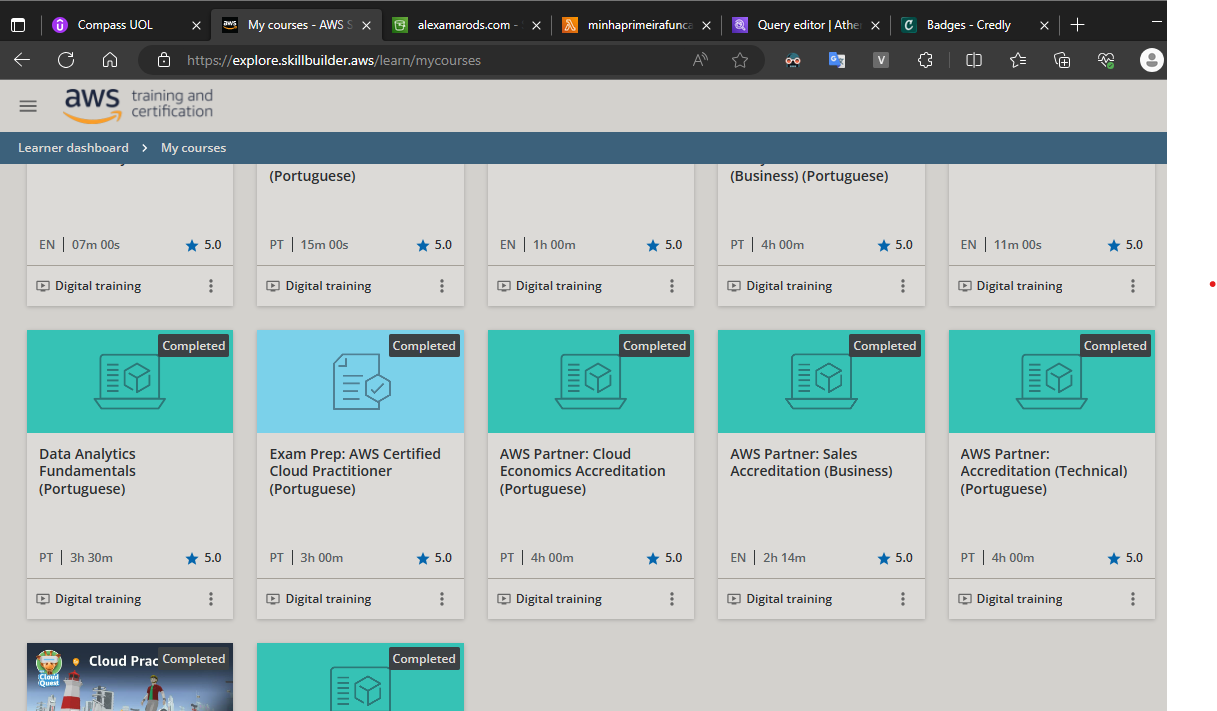 Compass UOL
aws
My courses - AWS S
alexamarods.com -
minhaprimeirafunca
Query editor | Athe
C
Badges - Credly
https://explore.skillbuilder.aws/learn/mycourses
A
V
aws
training and
certification
Learner dashboard > My courses
(Portuguese)
(Business) (Portuguese)
EN | 07m 00s 5.0
PT | 15m 00s 5.0
EN | 1h 00m 5.0
PT | 4h 00m 5.0
EN | 11m 00s 5.0
Digital training
Digital training
Digital training
Digital training
Digital training
Completed
Completed
Completed
Completed
Completed
Data Analytics
Fundamentals
(Portuguese)
Exam Prep: AWS Certified
Cloud Practitioner
(Portuguese)
AWS Partner: Cloud
Economics Accreditation
(Portuguese)
AWS Partner: Sales
Accreditation (Business)
AWS Partner:
Accreditation (Technical)
(Portuguese)
PT | 3h 30m 5.0
PT | 3h 00m 5.0
PT | 4h 00m 5.0
EN | 2h 14m 5.0
PT | 4h 00m 5.0
Digital training
Digital training
Digital training
Digital training
Digital training
Cloud
Quest
Cloud Prac
Completed
Completed